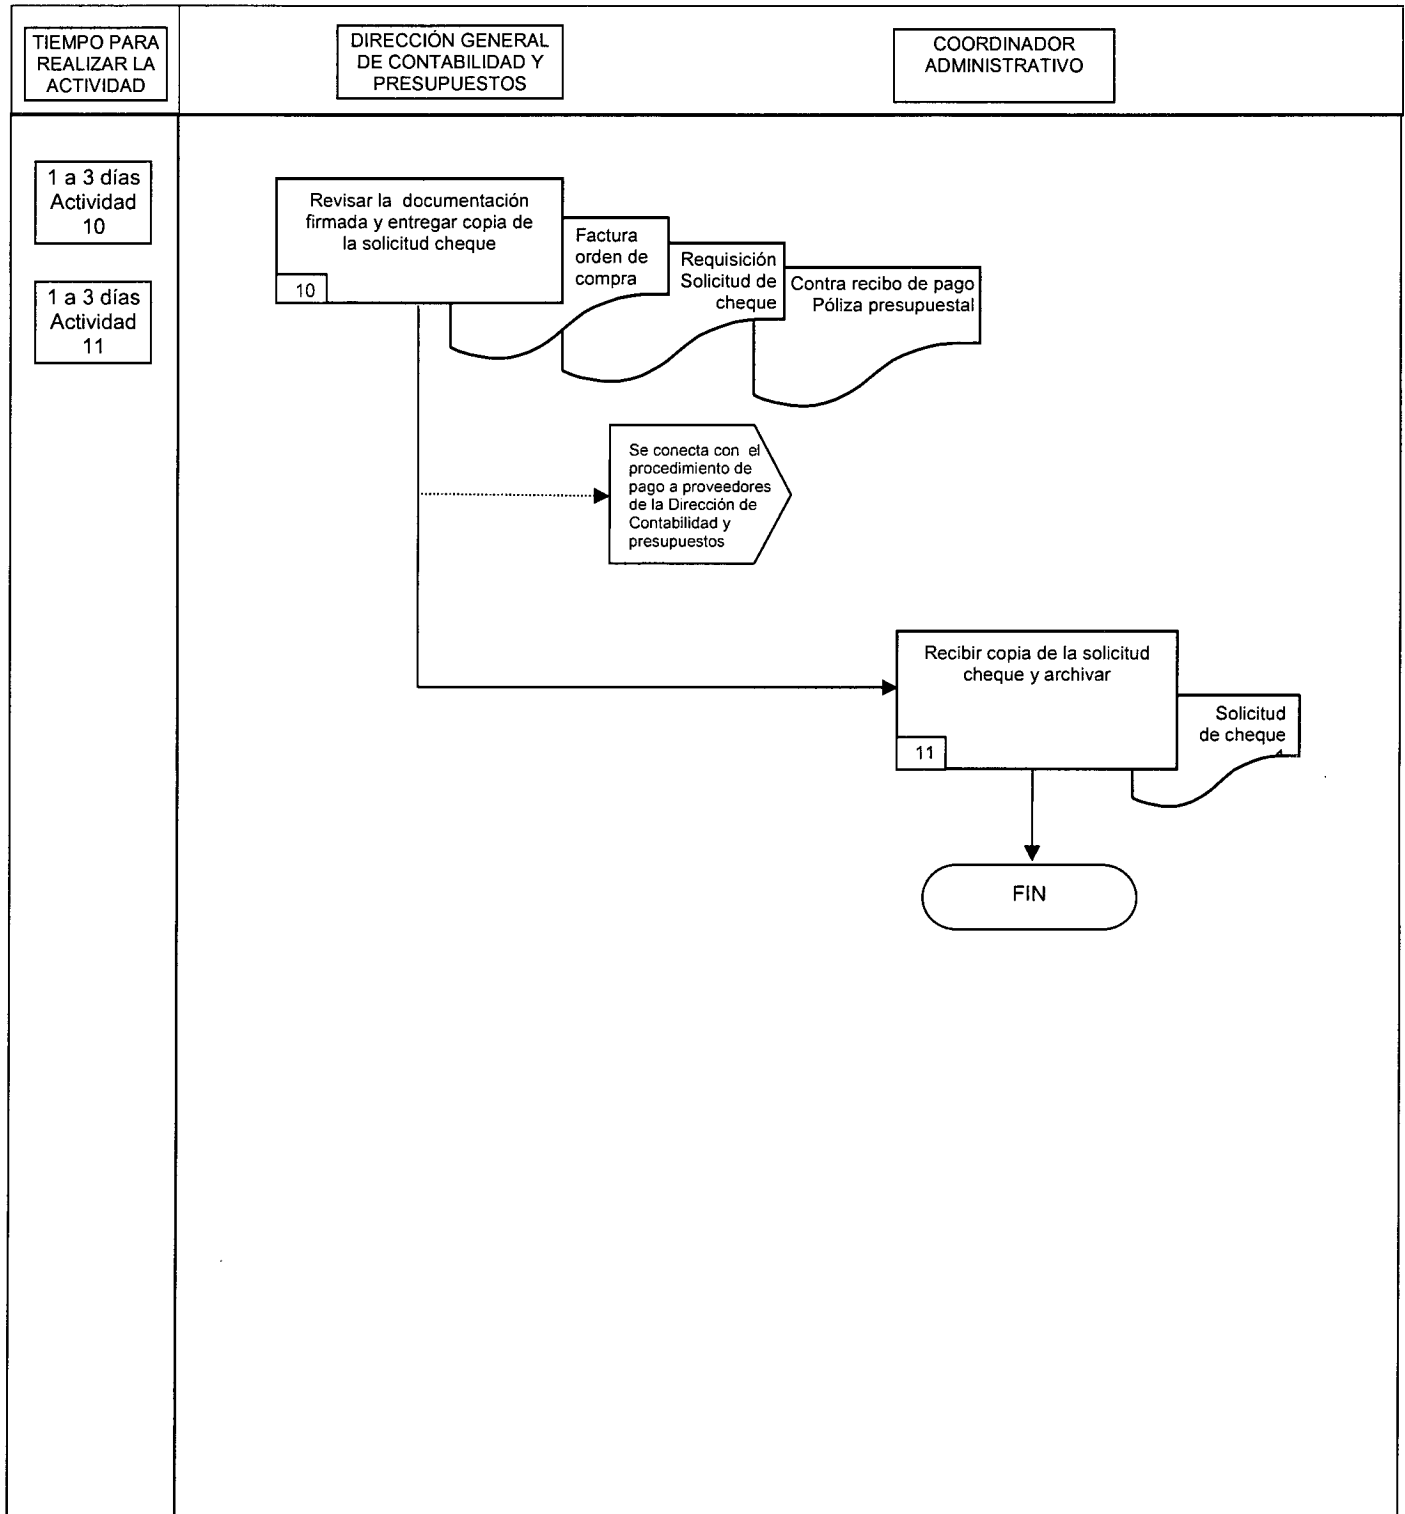 TIEMPO PARA
REALIZAR LA
ACTIVIDAD
DIRECCIÓN GENERAL
DE CONTABILIDAD Y
PRESUPUESTOS
COORDINADOR
ADMINISTRATIVO
1 a 3 días
Actividad
10
1 a 3 días
Actividad
11
Revisar la documentación
firmada y entregar copia de
la solicitud cheque
10
Factura
orden de
compra
Requisición
Solicitud de
cheque
Contra recibo de pago
Póliza presupuestal
Se conecta con el
procedimiento de
pago a proveedores
de la Dirección de
Contabilidad y
presupuestos
Recibir copia de la solicitud
cheque y archivar
11
Solicitud
de cheque
FIN